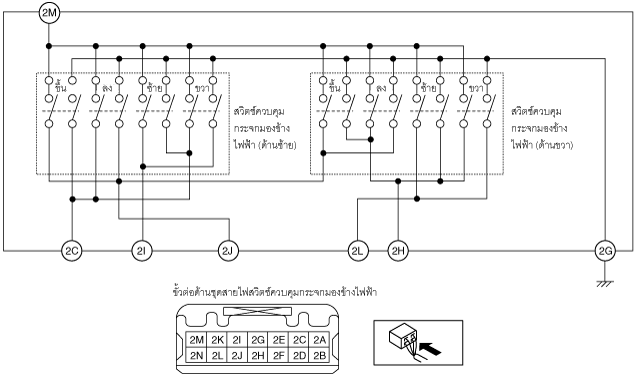 2M
ขึ้น ลง ซ้าย ขวา
สวิตช์ควบคุม
กระจกมองข้าง
ไฟฟ้า (ด้านซ้าย)
ขึ้น ลง ซ้าย ขวา
สวิตช์ควบคุม
กระจกมองข้าง
ไฟฟ้า (ด้านขวา)
2C 2I 2J 2L 2H 2G
ขั้วต่อด้านชุดสายไฟสวิตช์ควบคุมกระจกมองข้างไฟฟ้า
2M 2K 2I 2G 2E 2C 2A
2N 2L 2J 2H 2F 2D 2B